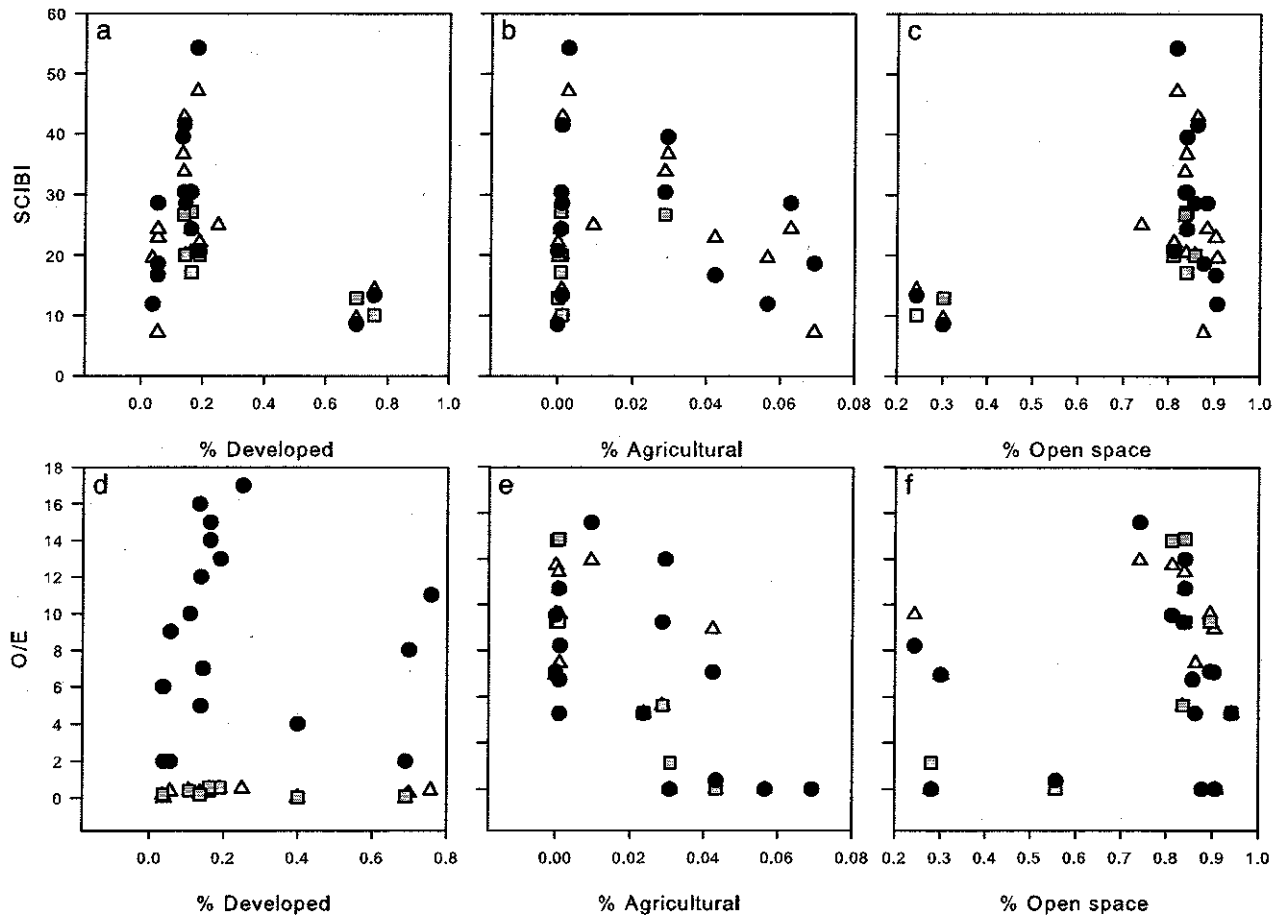 a
b
c
60
50
40
30
20
10
0
SCIBI
0.0 0.2 0.4 0.6 0.8 1.0
0.00 0.02 0.04 0.06 0.08
0.2 0.3 0.4 0.5 0.6 0.7 0.8 0.9 1.0
% Developed
% Agricultural
% Open space
d
e
f
18
16
14
12
10
8
6
4
2
0
O/E
0.0 0.2 0.4 0.6 0.8
0.00 0.02 0.04 0.06 0.08
0.2 0.3 0.4 0.5 0.6 0.7 0.8 0.9 1.0
% Developed
% Agricultural
% Open space